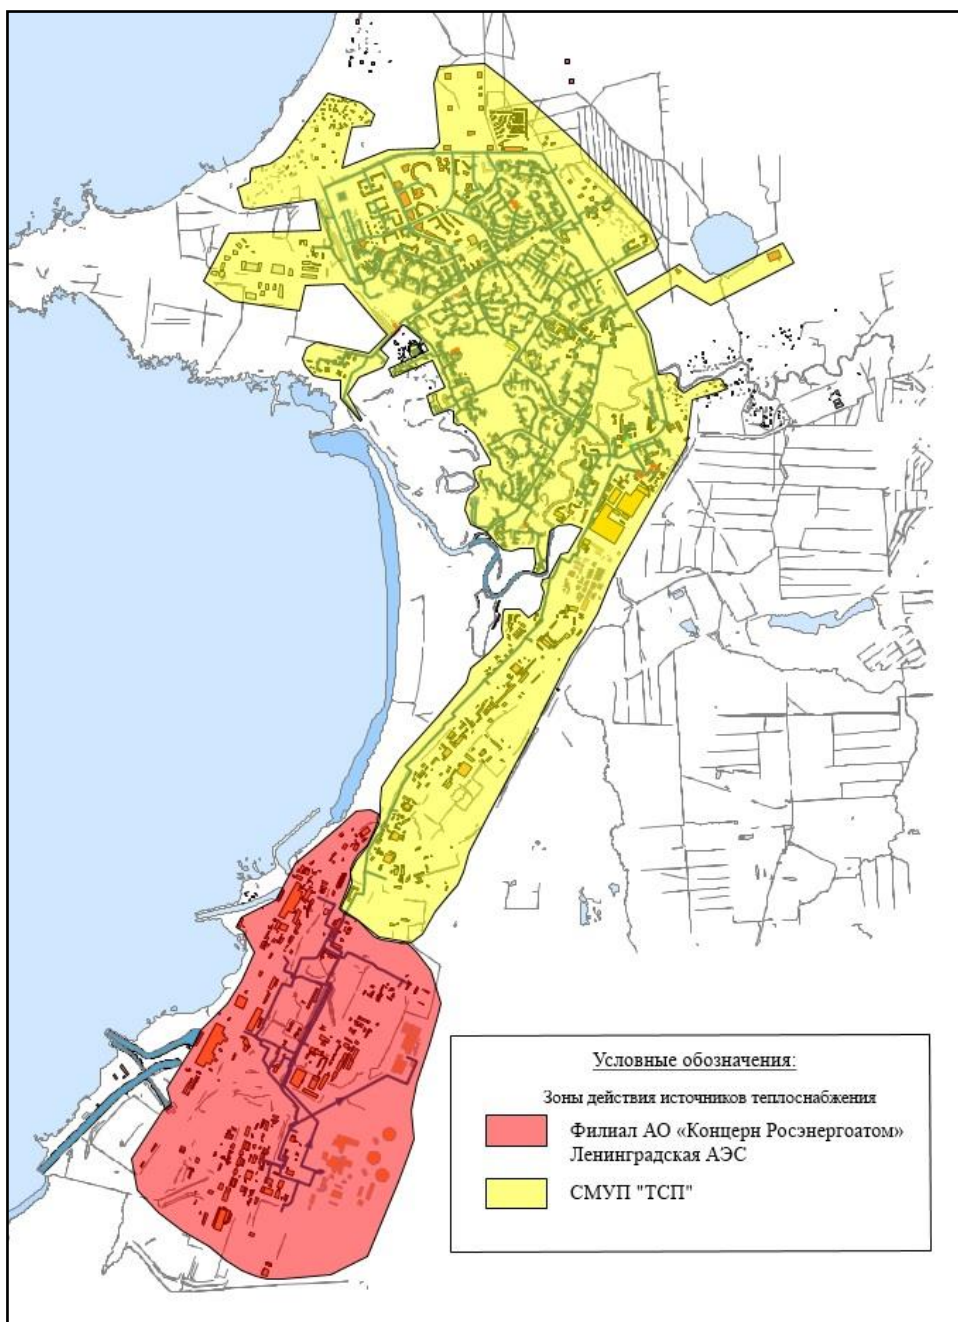 Условные обозначения:
Зоны действия источников теплоснабжения
Филиал АО «Концерн Росэнергоатом»
Ленинградская АЭС
СМУП "ТСП"